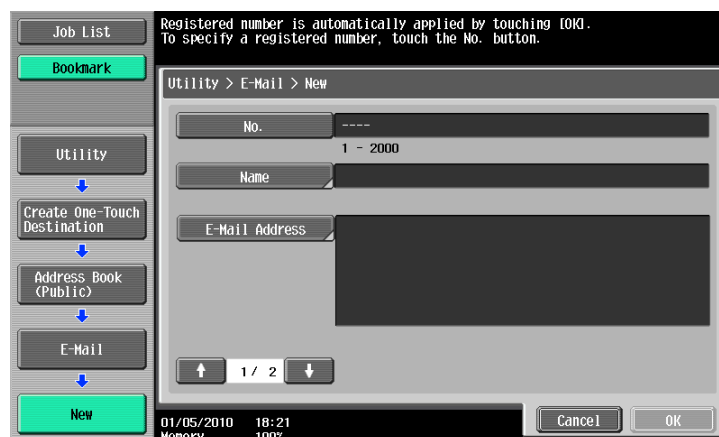 Job List
Bookmark
Registered number is automatically applied by touching [OK].
To specify a registered number, touch the No. button.
Utility > E-Mail > New
No.
----
1 - 2000
Name
E-Mail Address
Utility
Create One-Touch
Destination
Address Book
(Public)
E-Mail
New
1/ 2
01/05/2010 18:21
Memory 100%
Cancel
OK